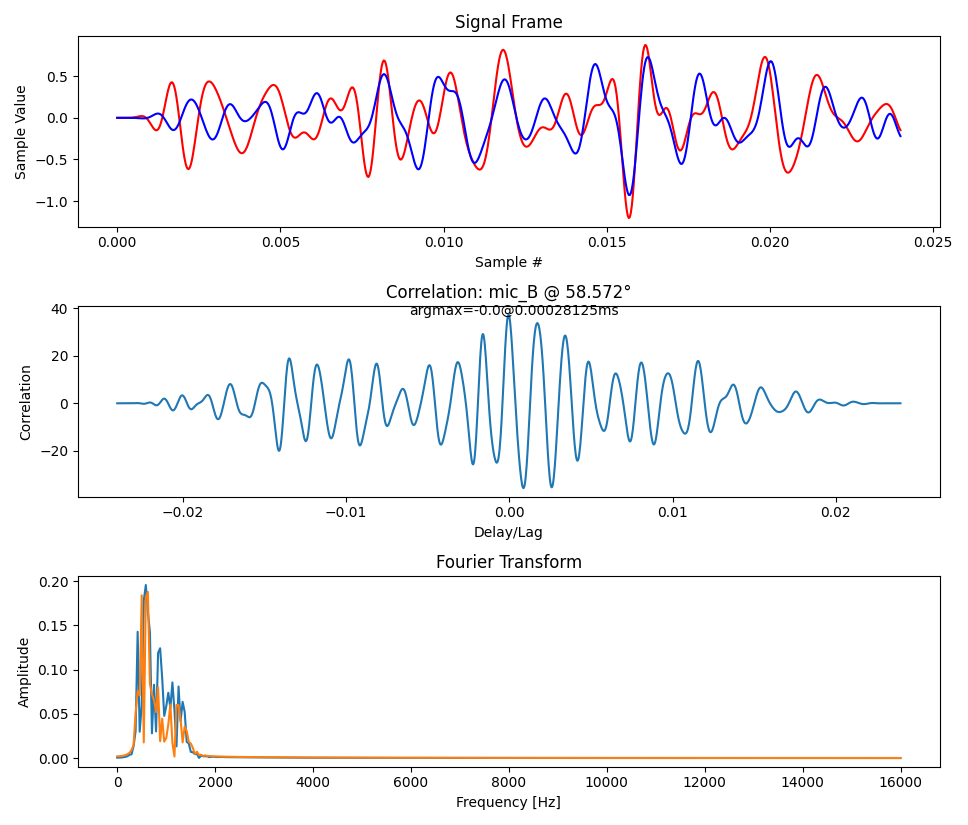 Signal Frame
Sample Value
0.5
0.0
−0.5
−1.0
0.000 0.005 0.010 0.015 0.020 0.025
Sample #
Correlation: mic_B @ 58.572°
argmax=-0.0@0.00028125ms
Correlation
40
20
0
−20
−0.02 −0.01 0.00 0.01 0.02
Delay/Lag
Fourier Transform
Amplitude
0.20
0.15
0.10
0.05
0.00
0 2000 4000 6000 8000 10000 12000 14000 16000
Frequency [Hz]